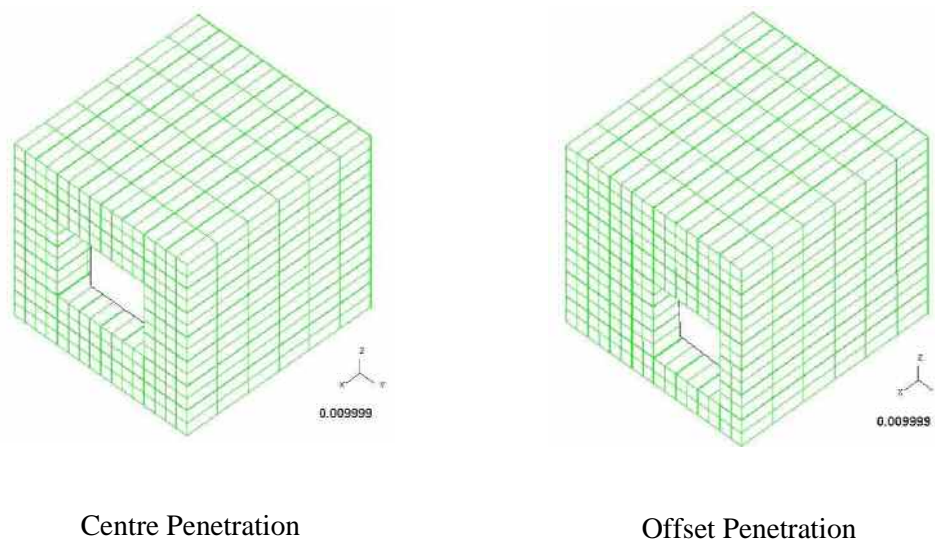 z
x
Y
0.009999
z
x
0.009999
Centre Penetration
Offset Penetration